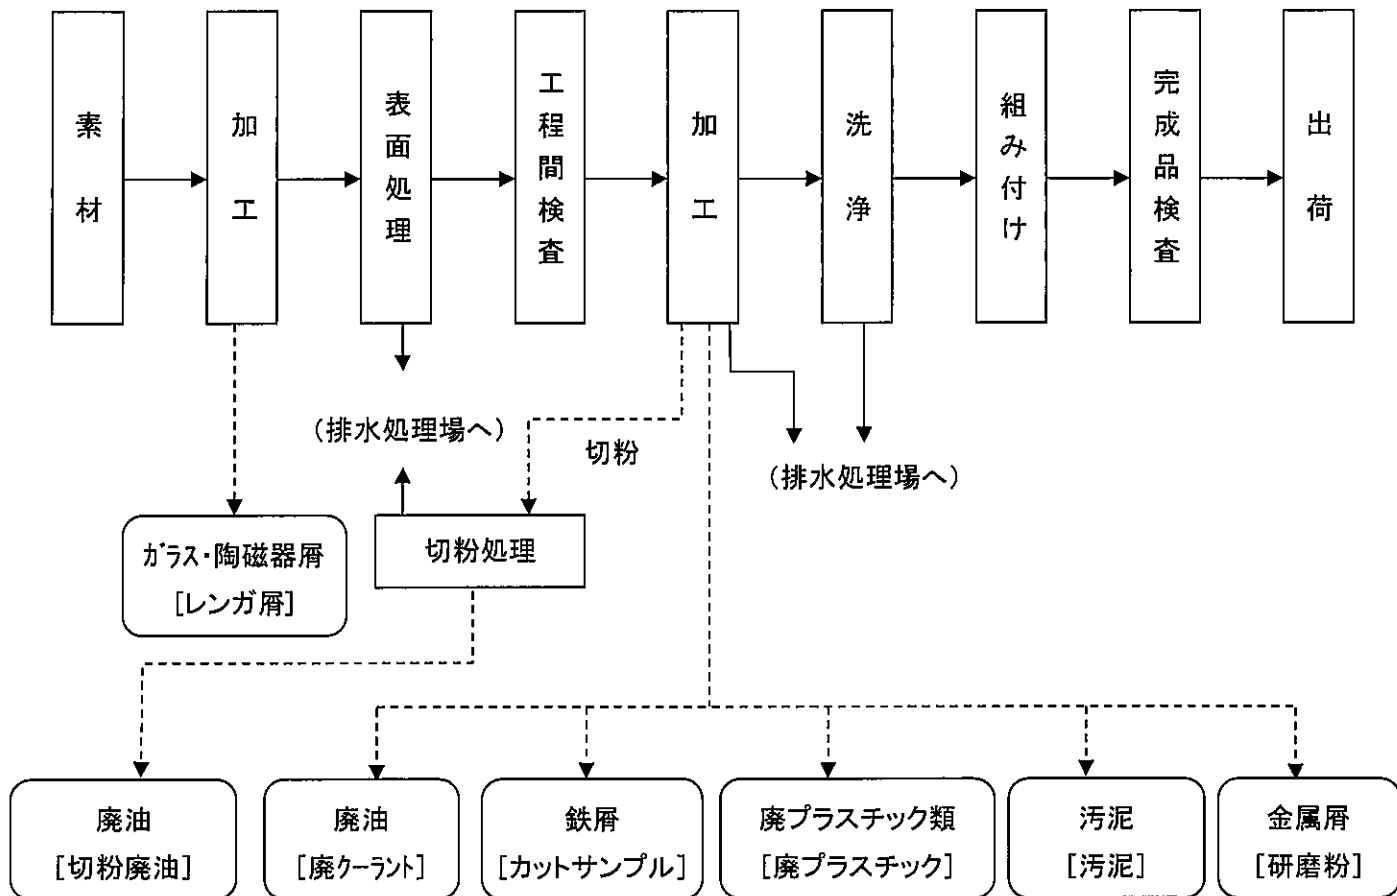 素材
加工
表面処理
工程間検査
加工
洗浄
組み付け
完成品検査
出荷
(排水処理場へ)
切粉
(排水処理場へ)
ガラス・陶磁器屑
[レンガ屑]
切粉処理
廃油
[切粉廃油]
廃油
[廃クーラント]
鉄屑
[カットサンプル]
廃プラスチック類
[廃プラスチック]
汚泥
[汚泥]
金属屑
[研磨粉]